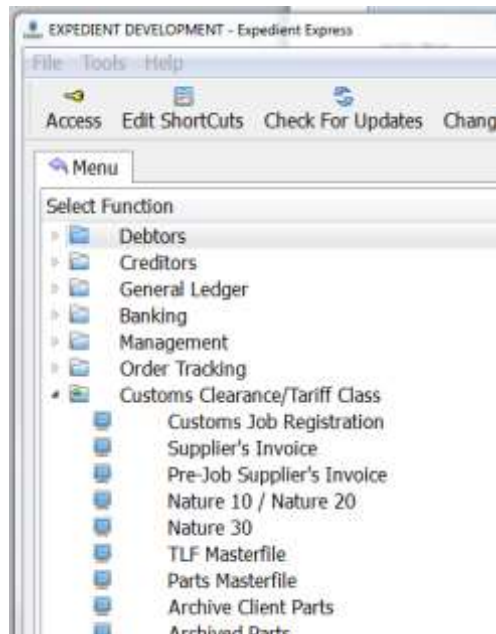 EXPEDIENT DEVELOPMENT - Expedient Express
File Tools Help
Access Edit ShortCuts Check For Updates Chang
Menu
Select Function
Debtors
Creditors
General Ledger
Banking
Management
Order Tracking
Customs Clearance/Tariff Class
Customs Job Registration
Supplier's Invoice
Pre-Job Supplier's Invoice
Nature 10 / Nature 20
Nature 30
TLF Masterfile
Parts Masterfile
Archive Client Parts
Archived Parts